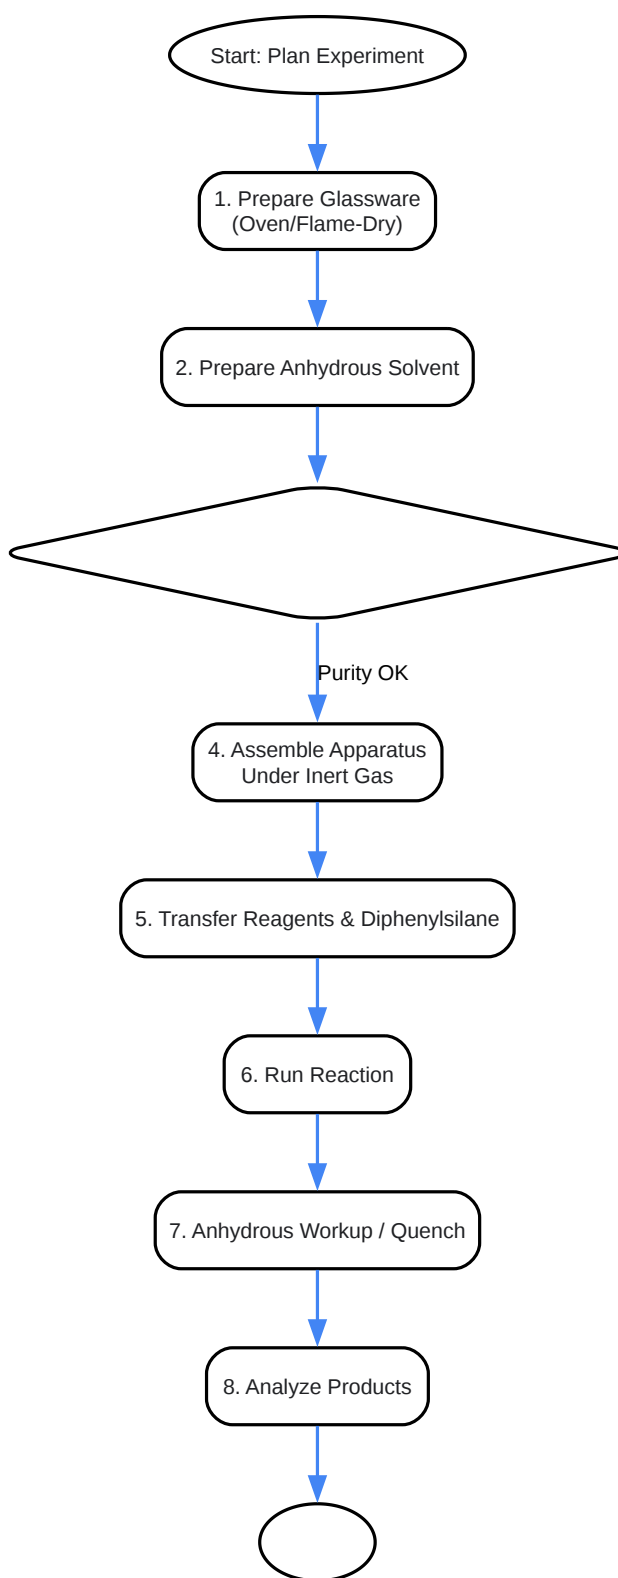 Start: Plan Experiment
1. Prepare Glassware
(Oven/Flame-Dry)
2. Prepare Anhydrous Solvent
Purity OK
4. Assemble Apparatus
Under Inert Gas
5. Transfer Reagents & Diphenylsilane
6. Run Reaction
7. Anhydrous Workup / Quench
8. Analyze Products